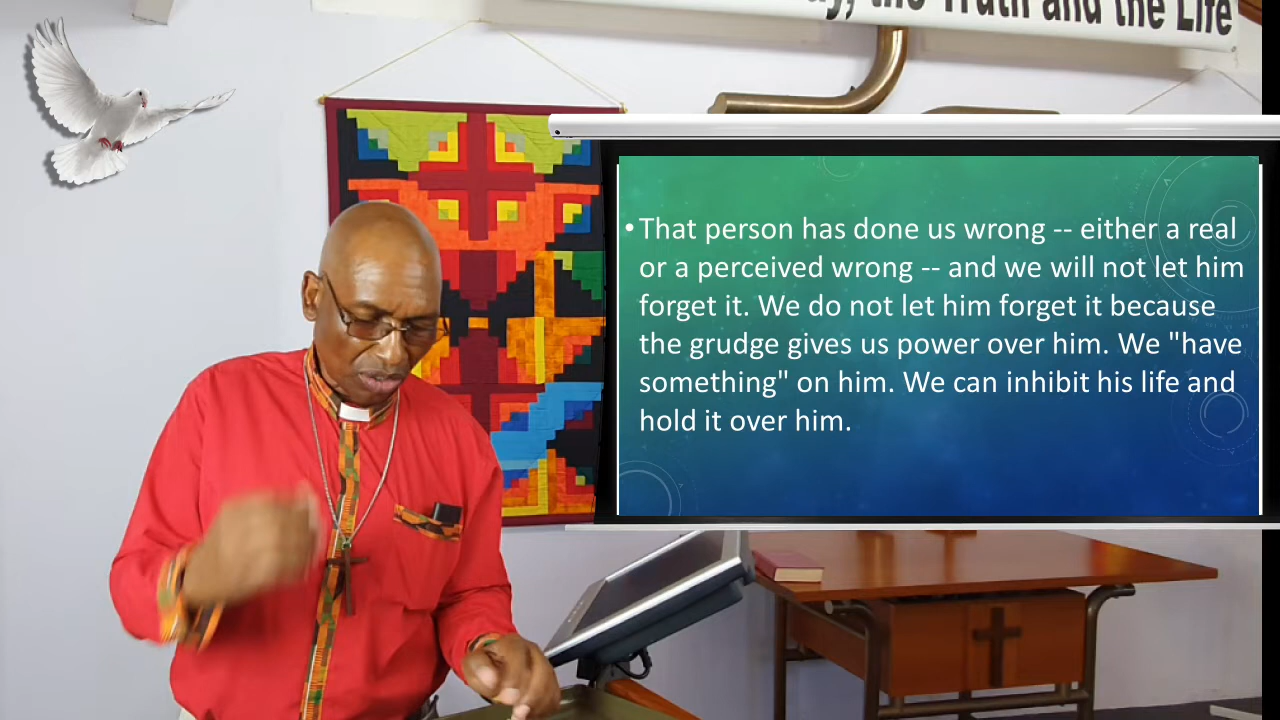 the Truth and the Life
• That person has done us wrong -- either a real
or a perceived wrong -- and we will not let him
forget it. We do not let him forget it because
the grudge gives us power over him. We "have
something" on him. We can inhibit his life and
hold it over him.